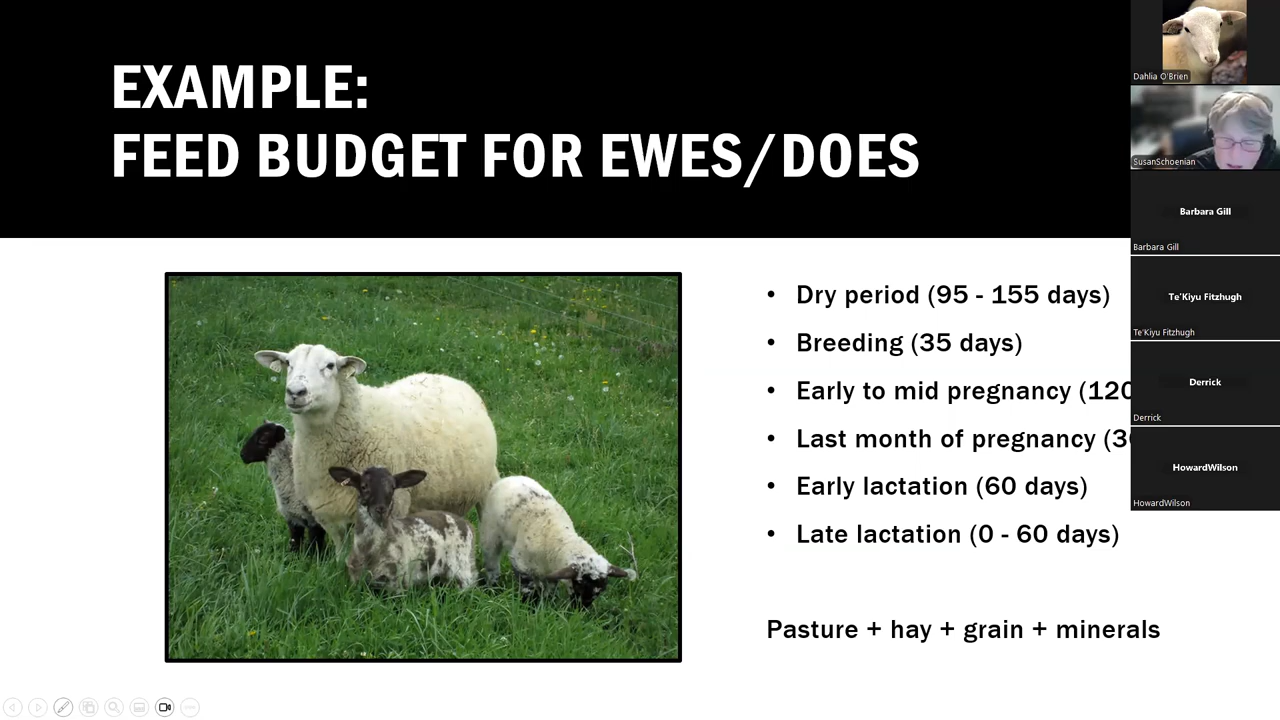 EXAMPLE:
FEED BUDGET FOR EWES/DOES
• Dry period (95 - 155 days)
• Breeding (35 days)
• Early to mid pregnancy (120
• Last month of pregnancy (30
• Early lactation (60 days)
• Late lactation (0 - 60 days)
Pasture + hay + grain + minerals
Dahlia O'Brien
SusanSchoenian
Barbara Gill
Barbara Gill
Te'Kiyu Fitzhugh
Te'Kiyu Fitzhugh
Derrick
Derrick
HowardWilson
HowardWilson